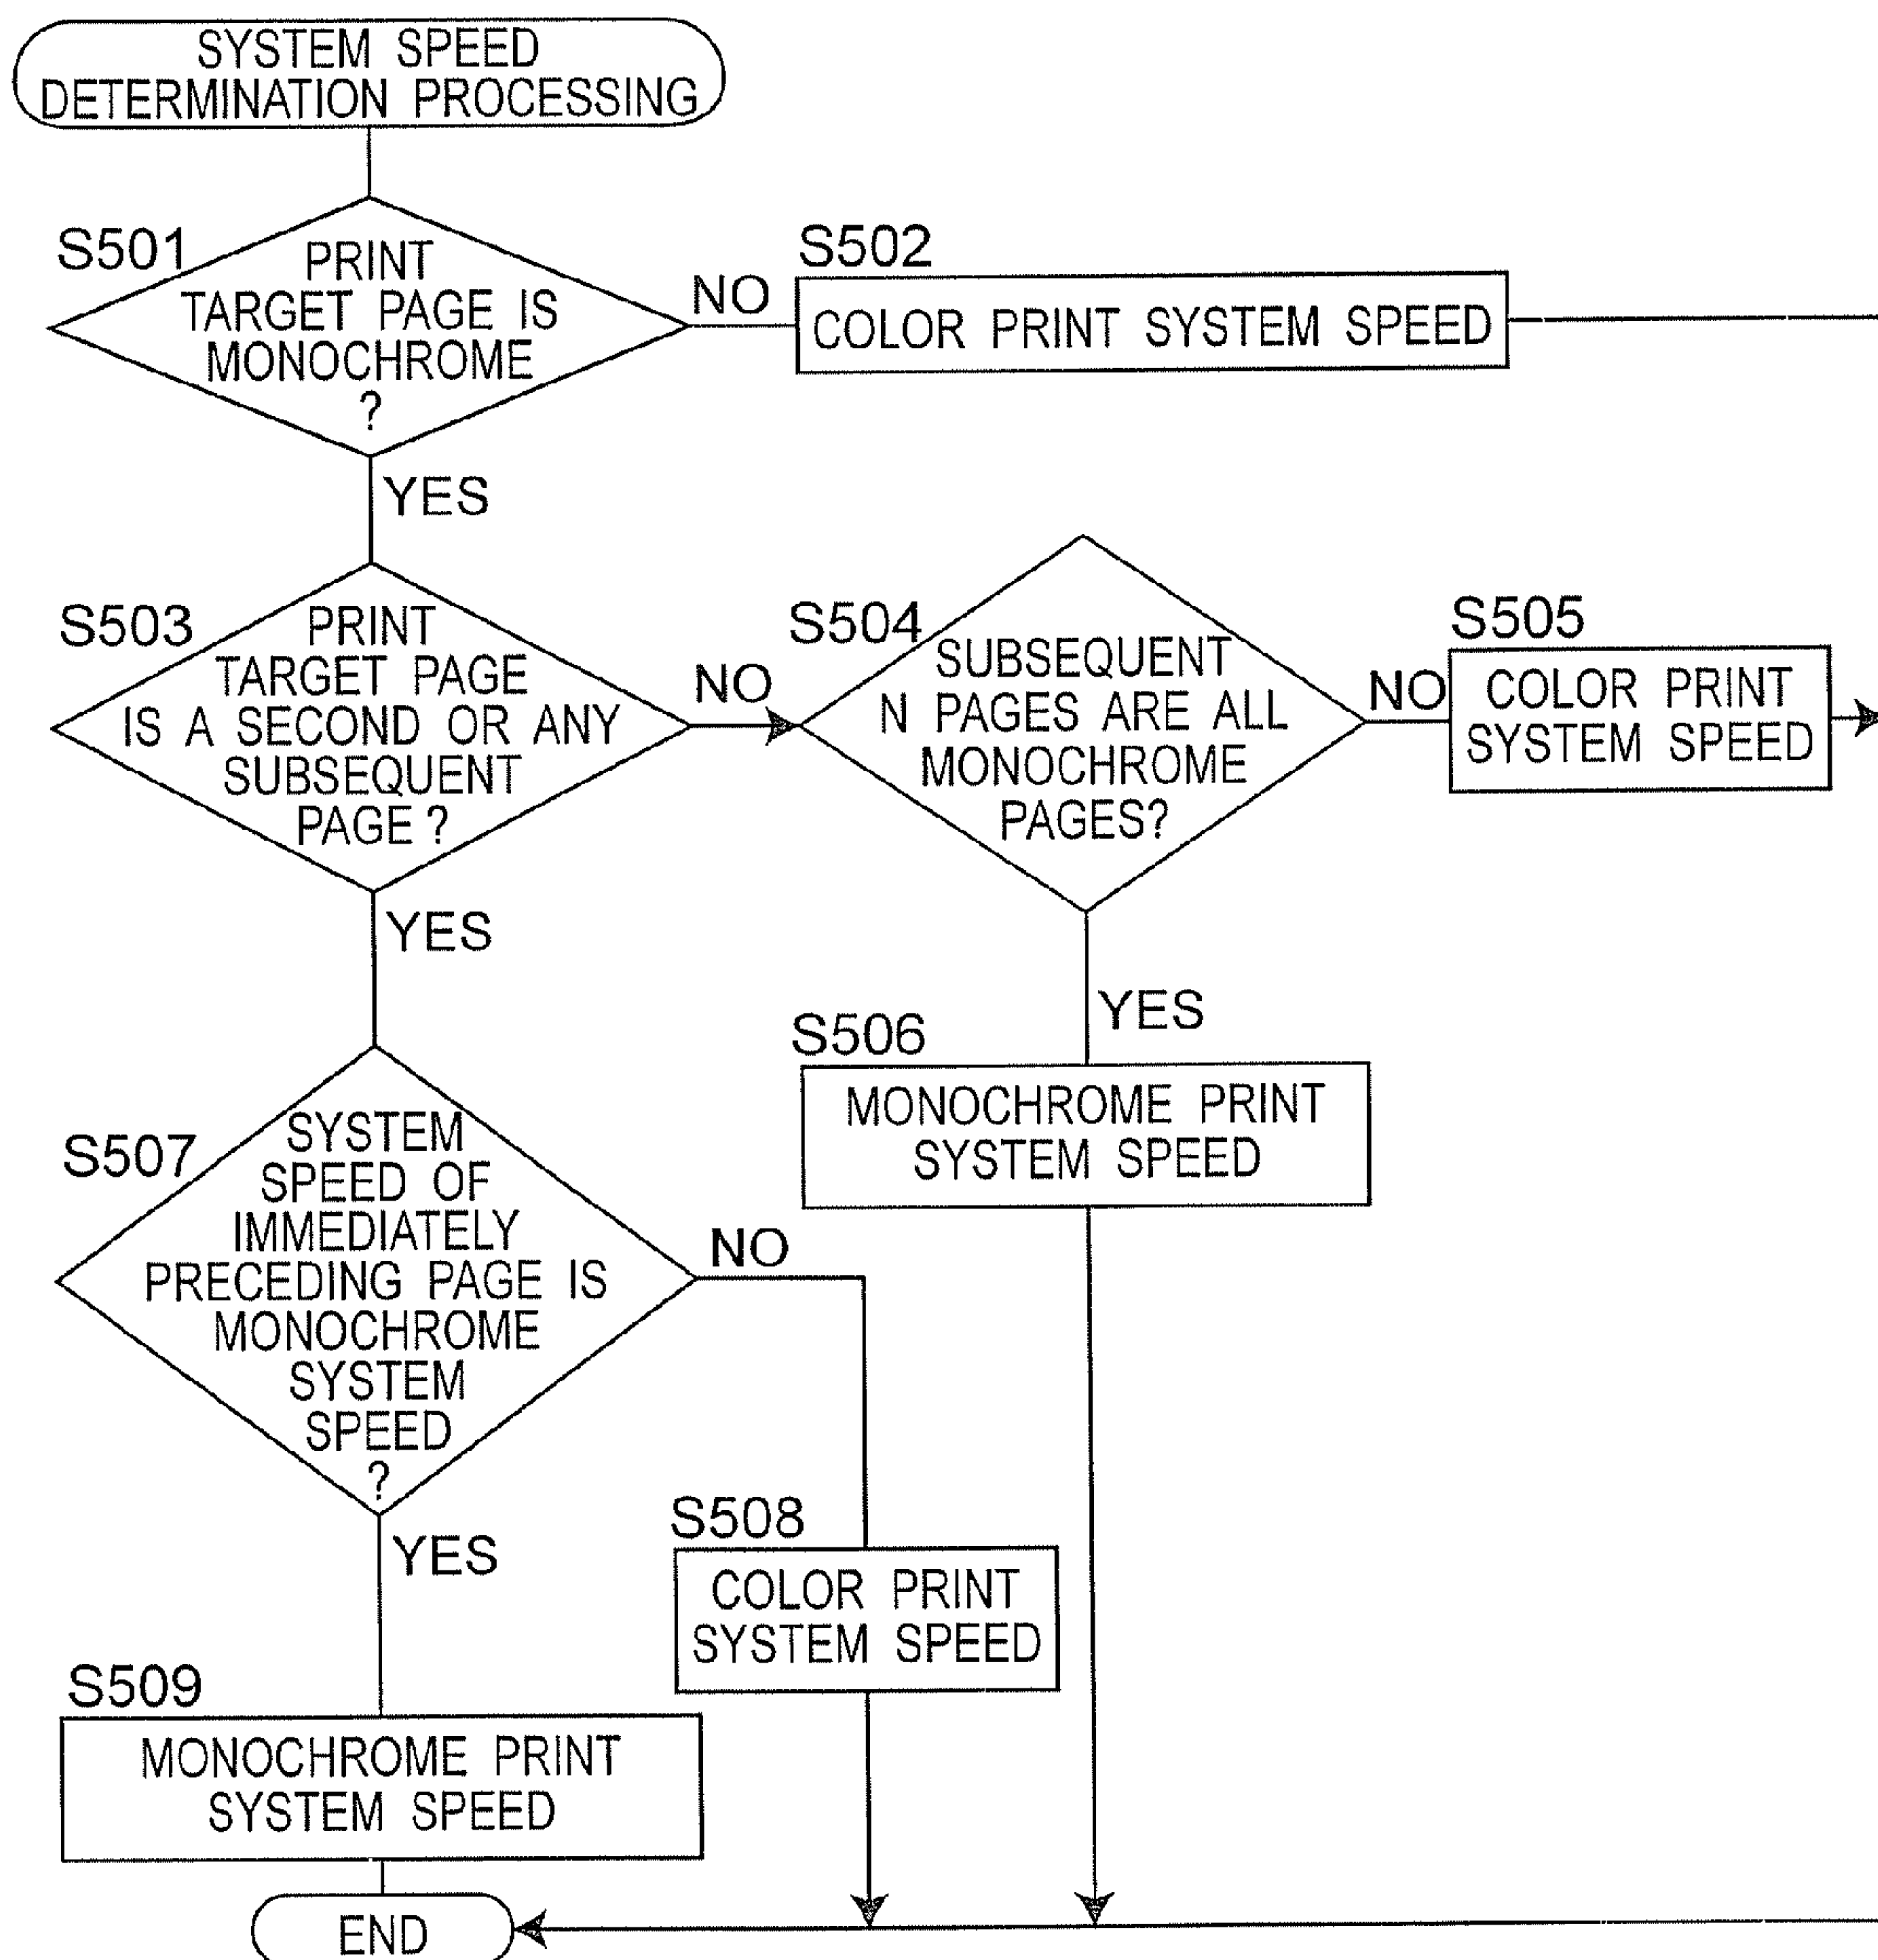 SYSTEM SPEED
DETERMINATION PROCESSING
S501
PRINT
TARGET PAGE IS
MONOCHROME
?
NO
S502
COLOR PRINT SYSTEM SPEED
YES
S503
PRINT
TARGET PAGE
IS A SECOND OR ANY
SUBSEQUENT
PAGE ?
NO
S504
SUBSEQUENT
N PAGES ARE ALL
MONOCHROME
PAGES?
NO
S505
COLOR PRINT
SYSTEM SPEED
YES
S506
MONOCHROME PRINT
SYSTEM SPEED
YES
S507
SYSTEM
SPEED OF
IMMEDIATELY
PRECEDING PAGE IS
MONOCHROME
SYSTEM
SPEED
?
NO
S508
COLOR PRINT
SYSTEM SPEED
YES
S509
MONOCHROME PRINT
SYSTEM SPEED
END